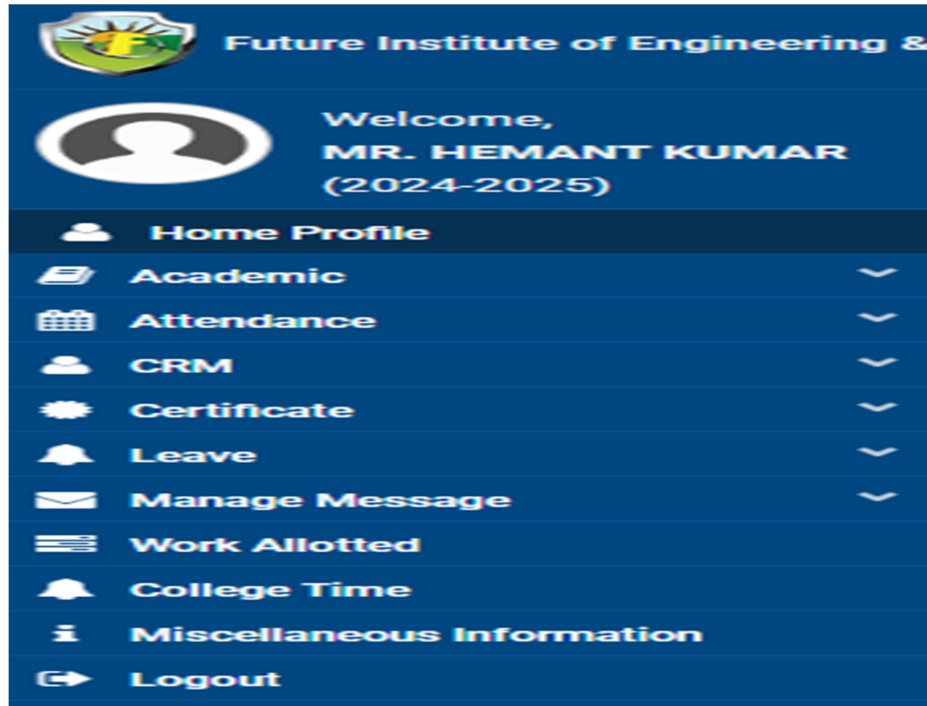 Future Institute of Engineering &
Welcome,
MR. HEMANT KUMAR
(2024-2025)
Home Profile
Academic
Attendance
CRM
Certificate
Leave
Manage Message
Work Allotted
College Time
Miscellaneous Information
Logout